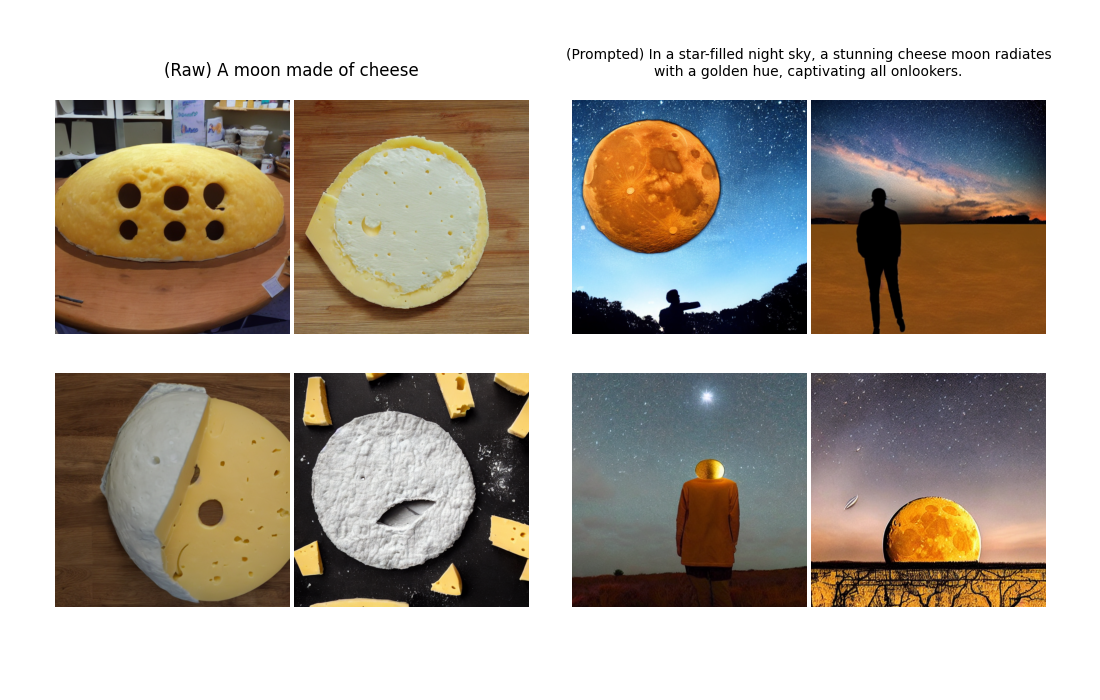 (Raw) A moon made of cheese
(Prompted) In a star-filled night sky, a stunning cheese moon radiates
with a golden hue, captivating all onlookers.